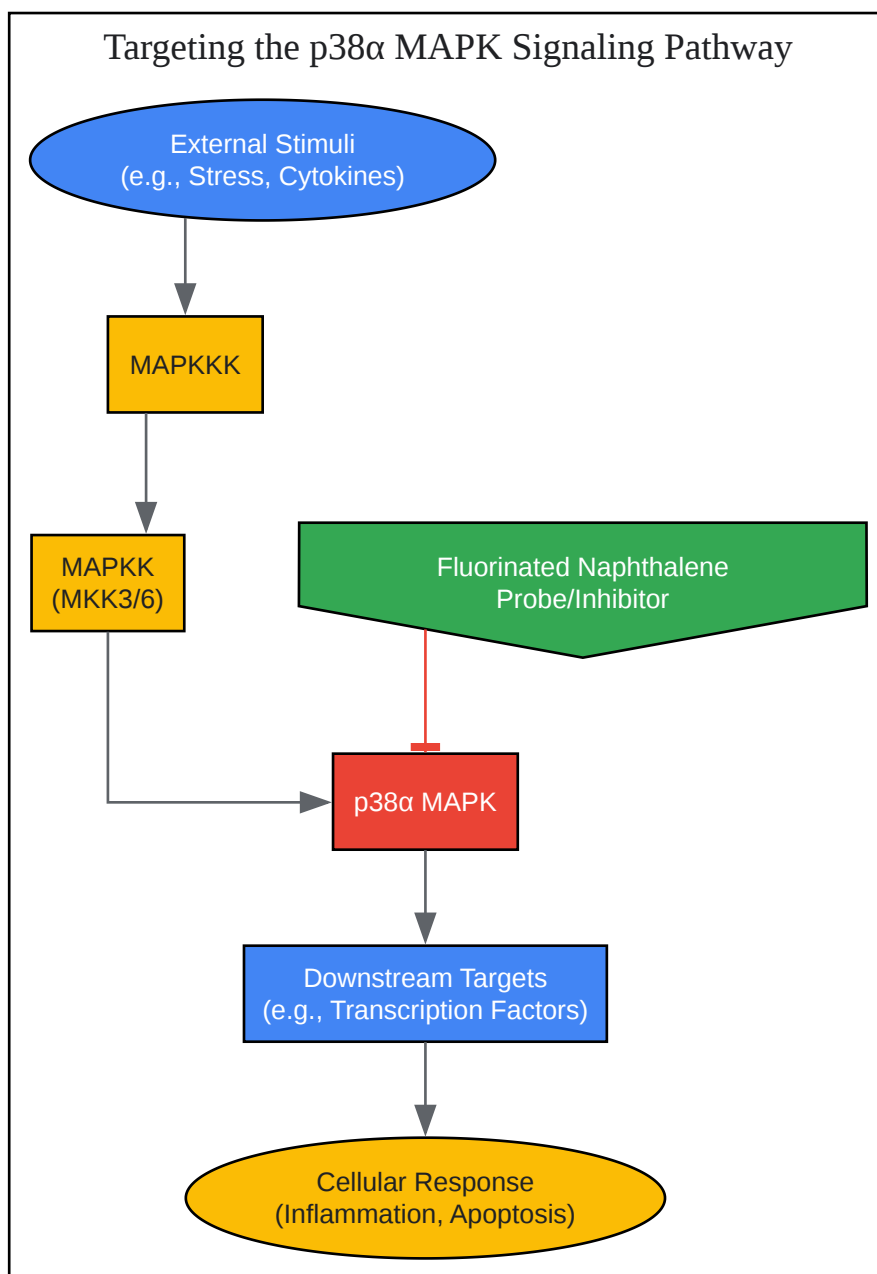 Targeting the p38α MAPK Signaling Pathway
External Stimuli
(e.g., Stress, Cytokines)
MAPKKK
MAPKK
(MKK3/6)
Fluorinated Naphthalene
Probe/Inhibitor
p38α MAPK
Downstream Targets
(e.g., Transcription Factors)
Cellular Response
(Inflammation, Apoptosis)